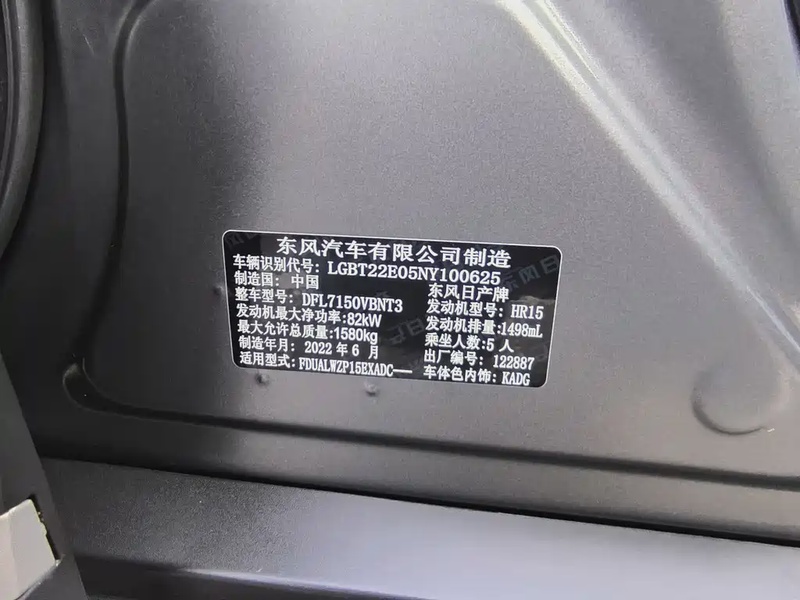 东风汽车有限公司制造
车辆识别代号: LGBT22E05NY100625
制造国: 中国 东风日产牌
整车型号: DFL7150VBNT3 发动机型号: HR15
发动机最大净功率:82kW 发动机排量:1498mL
最大允许总质量:1580kg 乘坐人数:5 人
制造年月: 2022 年 6 月 出厂编号: 122887
适用型式: FDUALWZP15EXADC— 车体色内饰: KADG